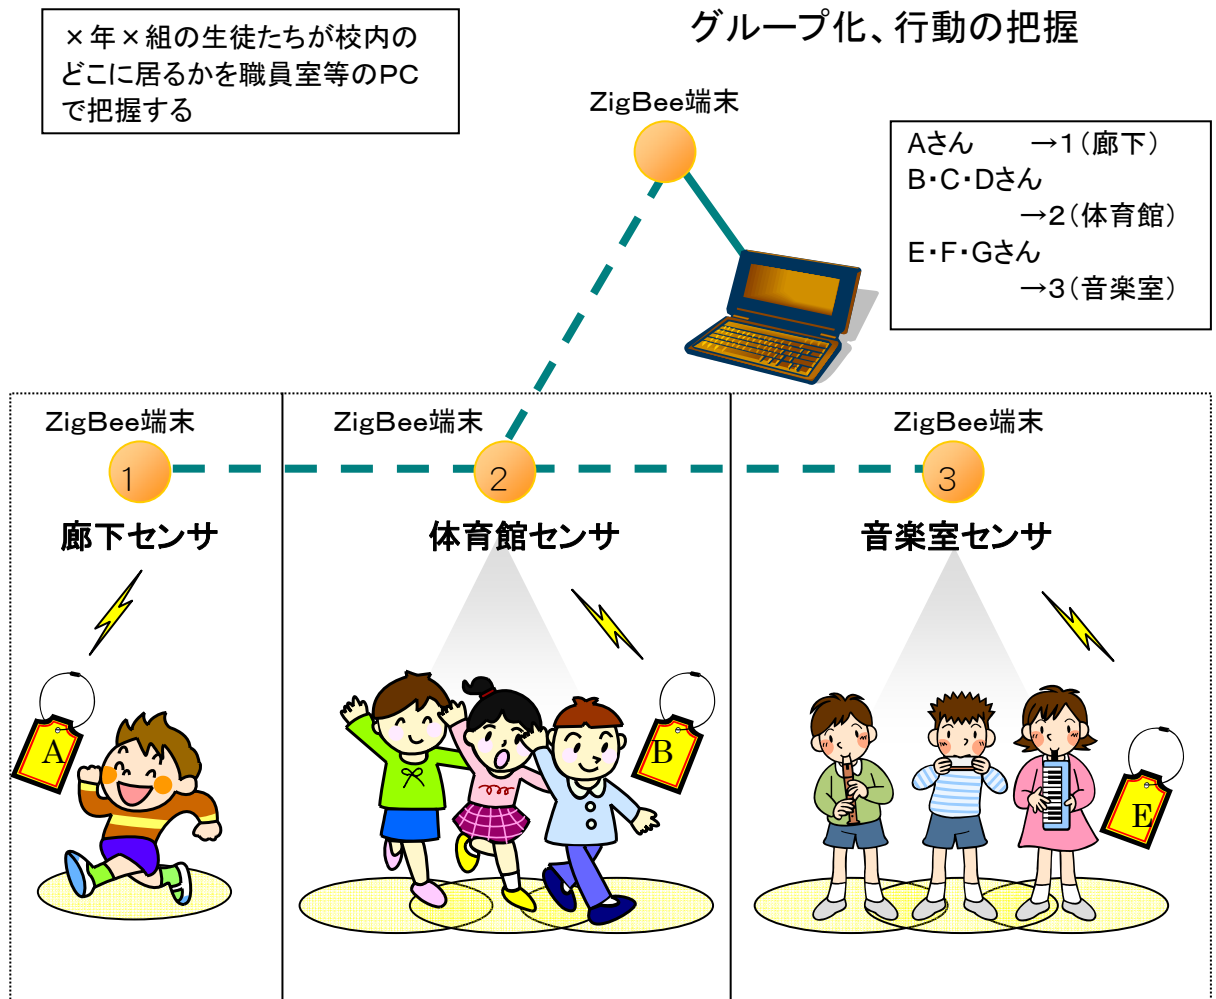 グループ化、行動の把握
×年×組の生徒たちが校内の
どこに居るかを職員室等のPC
で把握する
ZigBee端末
Aさん　　→1(廊下)
B・C・Dさん
→2(体育館)
E・F・Gさん
→3(音楽室)
ZigBee端末
1
廊下センサ
A
ZigBee端末
2
体育館センサ
B
ZigBee端末
3
音楽室センサ
E